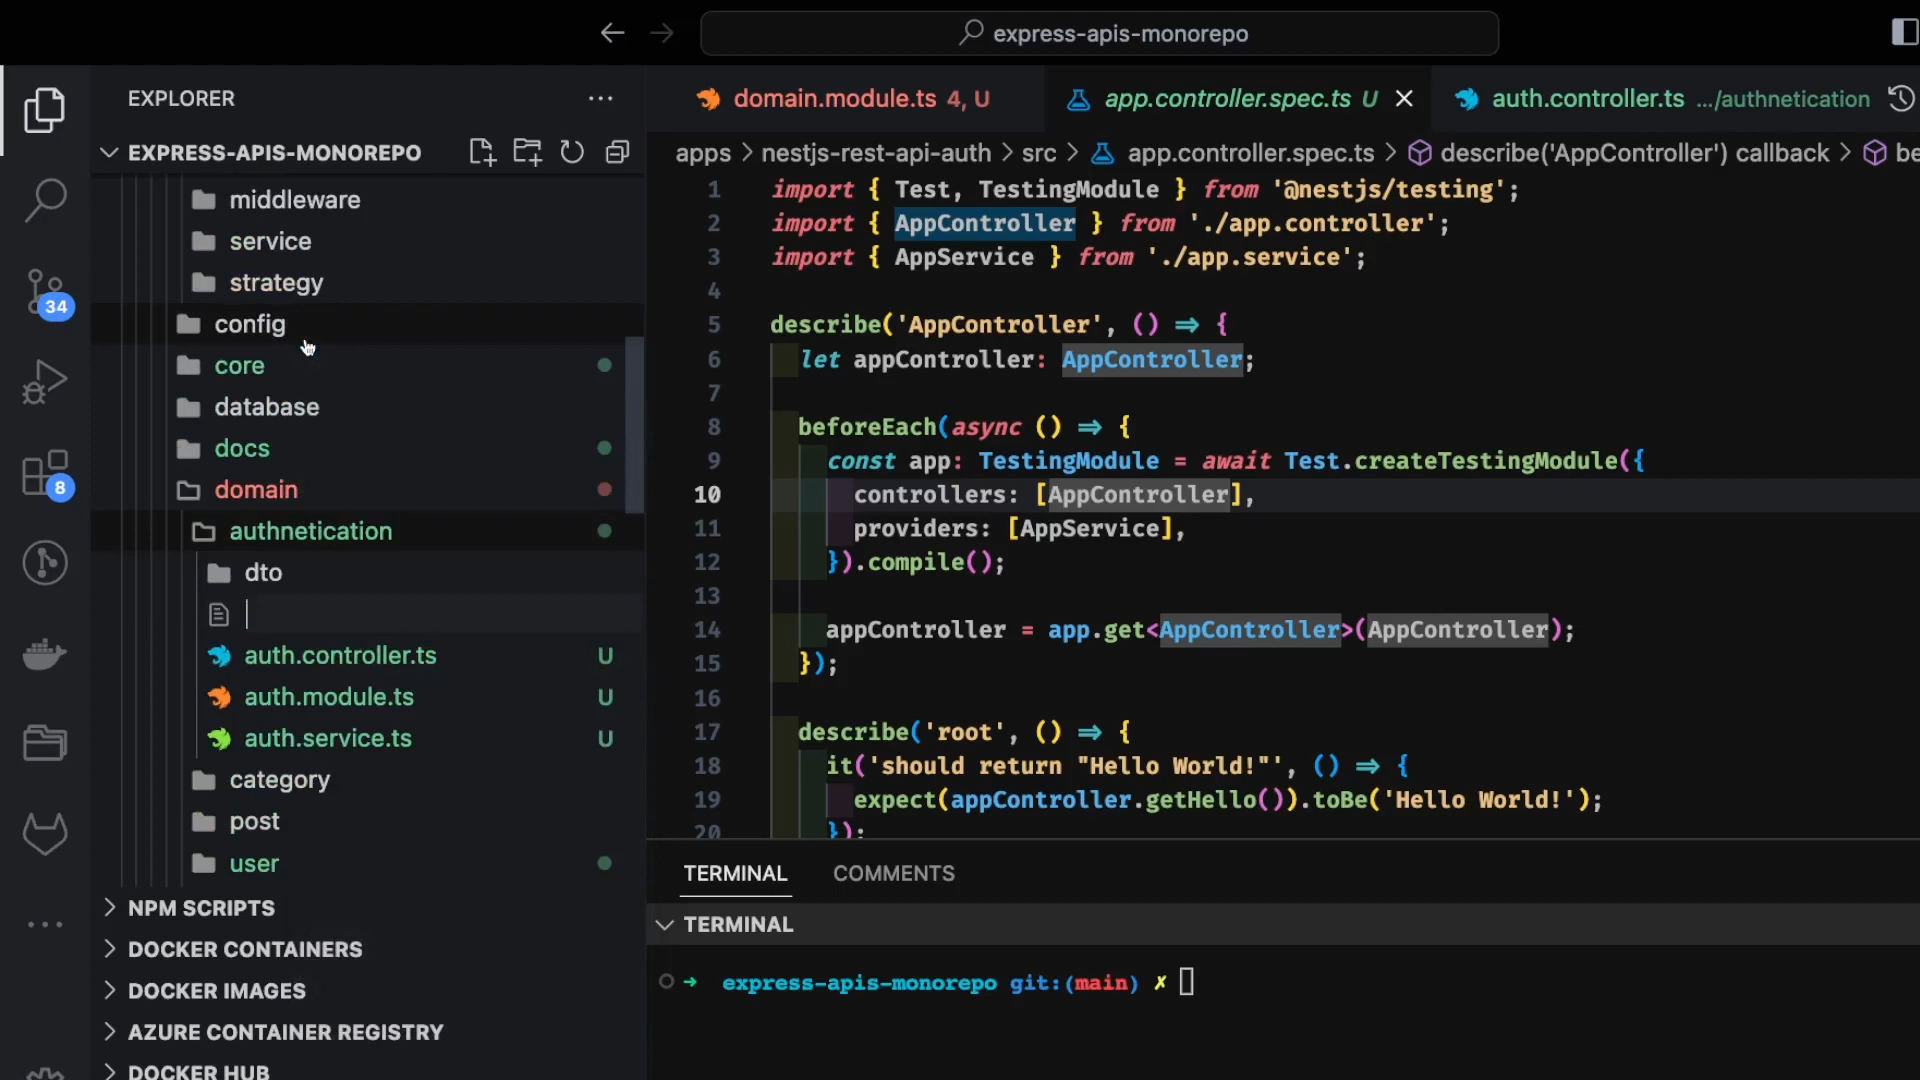 express-apis-monorepo
EXPLORER
EXPRESS-APIS-MONOREPO
middleware
service
strategy
config
core
database
docs
domain
authnetication
dto
auth.controller.ts U
auth.module.ts U
auth.service.ts U
category
post
user
NPM SCRIPTS
DOCKER CONTAINERS
DOCKER IMAGES
AZURE CONTAINER REGISTRY
DOCKER HUB
34
8
domain.module.ts 4, U
app.controller.spec.ts U
auth.controller.ts .../authnetication
apps > nestjs-rest-api-auth > src > app.controller.spec.ts > describe('AppController') callback > be
1 import { Test, TestingModule } from '@nestjs/testing';
2 import { AppController } from './app.controller';
3 import { AppService } from './app.service';
4
5 describe('AppController', () => {
6 let appController: AppController;
7
8 beforeEach(async () => {
9 const app: TestingModule = await Test.createTestingModule({
10 controllers: [AppController],
11 providers: [AppService],
12 }).compile();
13
14 appController = app.get<AppController>(AppController);
15 });
16
17 describe('root', () => {
18 it('should return "Hello World!"', () => {
19 expect(appController.getHello()).toBe('Hello World!');
20 });
TERMINAL
COMMENTS
TERMINAL
→ express-apis-monorepo git:(main) ✗